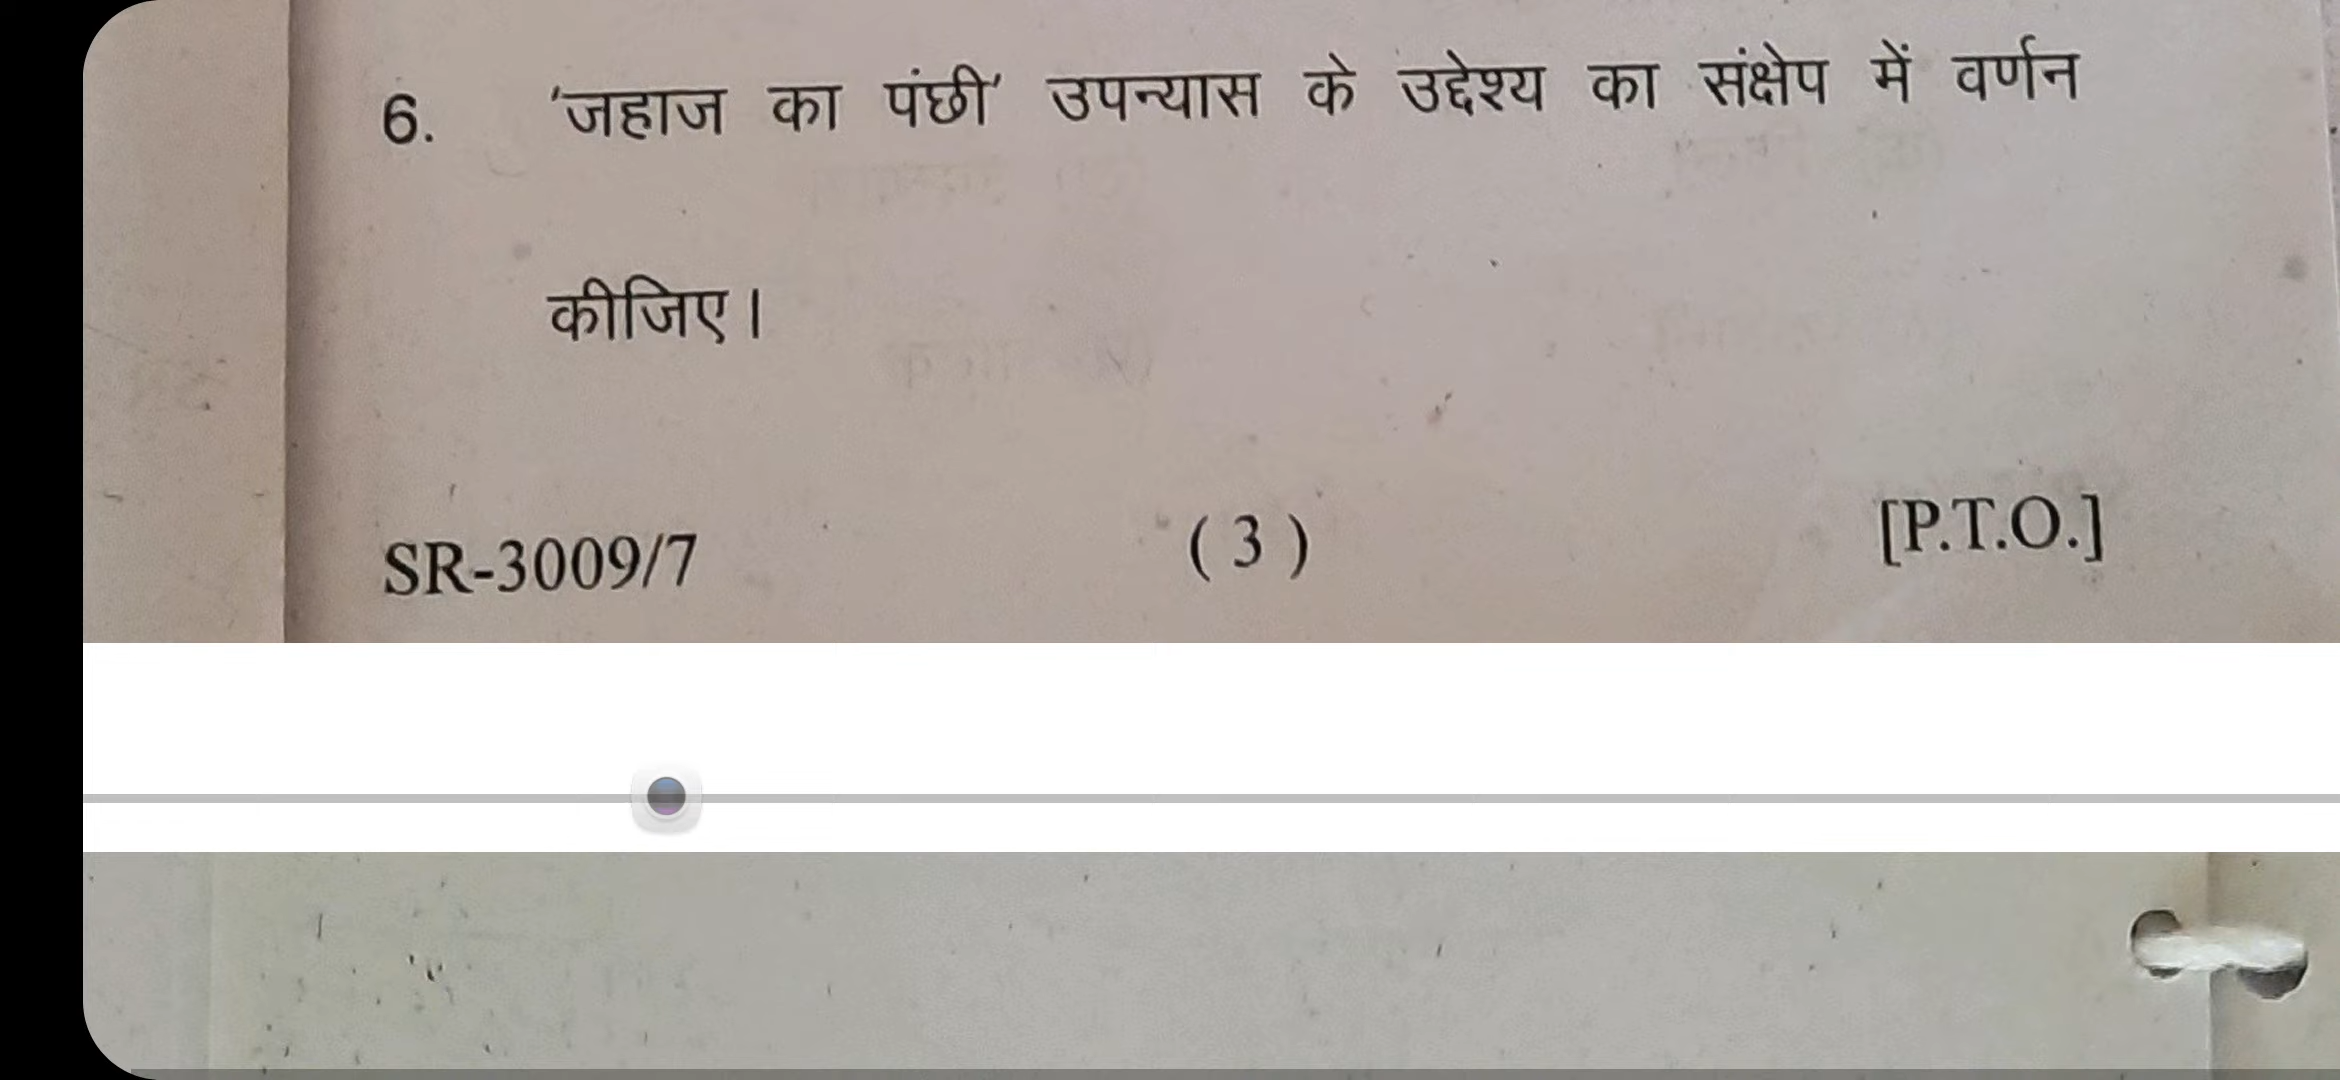 6. 'जहाज का पंछी' उपन्यास के उद्देश्य का संक्षेप में वर्णन
कीजिए।
SR-3009/7 ( 3 ) [P.T.O.]